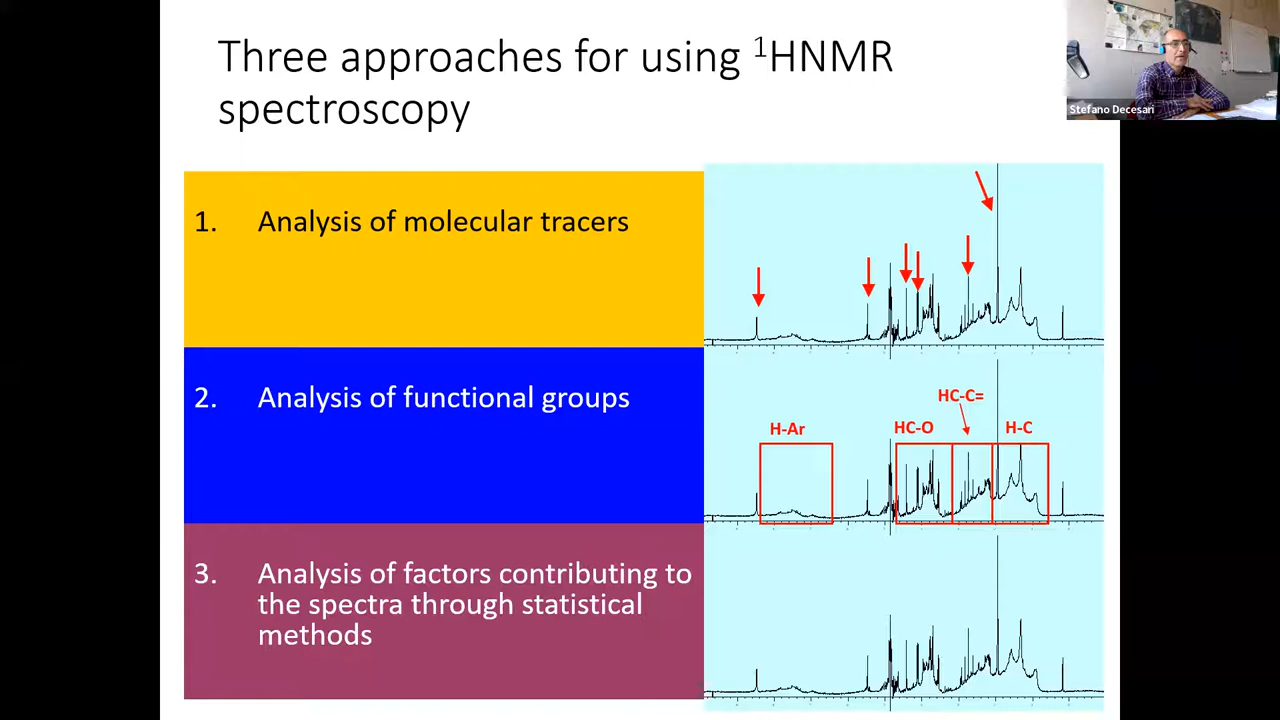 Three approaches for using ¹HNMR
spectroscopy
Stefano Decesari
1. Analysis of molecular tracers
2. Analysis of functional groups
HC-C=
H-Ar
HC-O
H-C
3. Analysis of factors contributing to
the spectra through statistical
methods